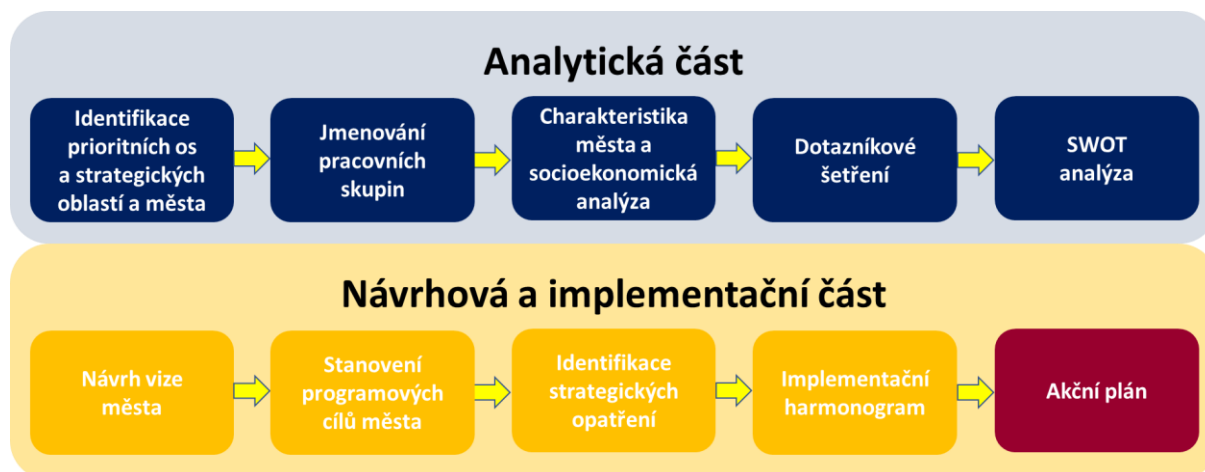 Analytická část
Identifikace
prioritních os
a strategických
oblastí a města
Jmenování
pracovních
skupin
Charakteristika
města a
socioekonomická
analýza
Dotazníkové
šetření
SWOT
analýza
Návrhová a implementační část
Návrh vize
města
Stanovení
programových
cílů města
Identifikace
strategických
opatření
Implementační
harmonogram
Akční plán